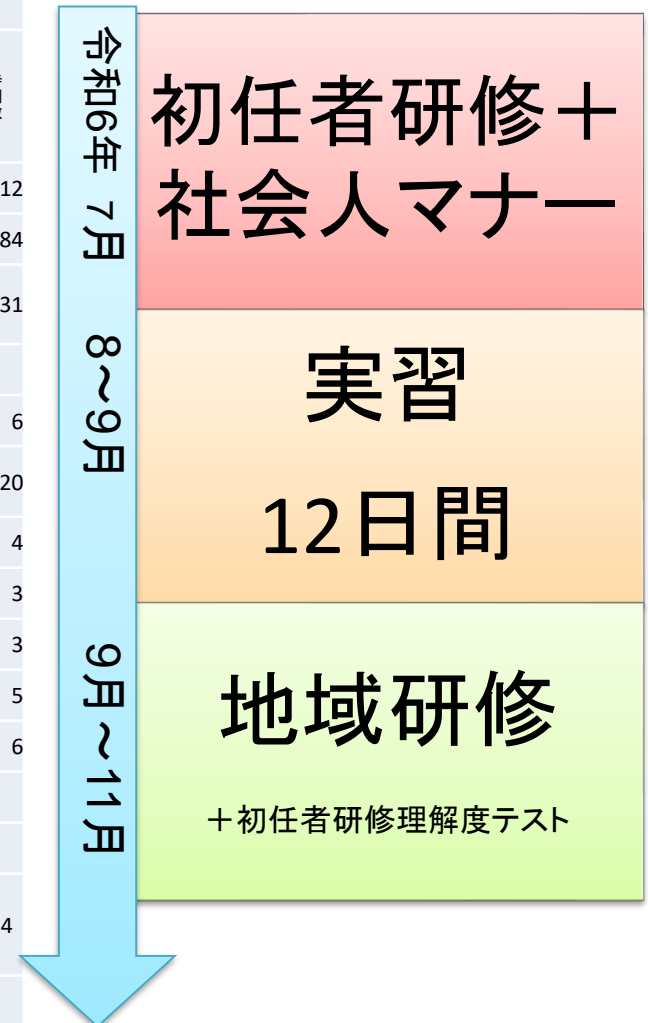 12
84
31
6
20
4
3
3
5
6
4
令和6年 7月
8～9月
9月～11月
初任者研修＋
社会人マナー
実習
12日間
地域研修
＋初任者研修理解度テスト